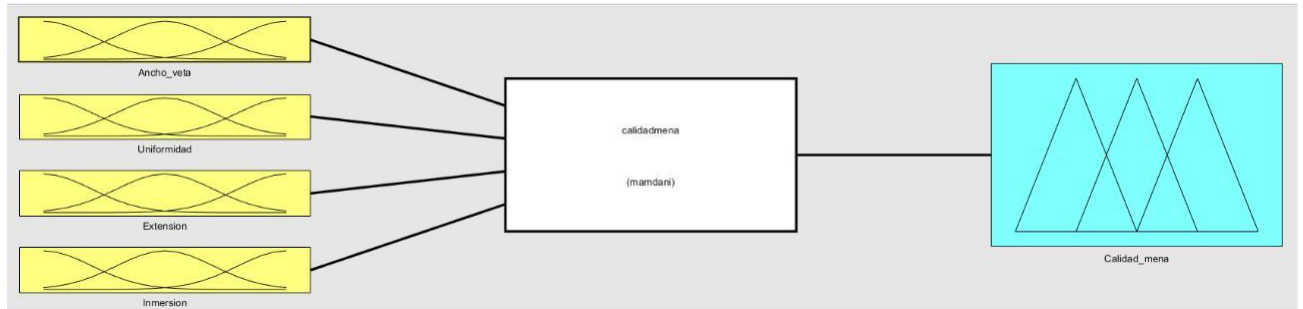 Ancho_veta
Uniformidad
Extension
Inmersion
calidadmena
(mamdani)
Calidad_mena